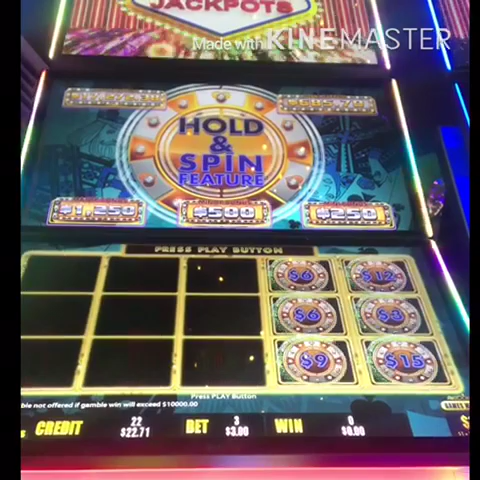 JACKPOTS
Made with KINEMASTER
HOLD
&
SPIN
FEATURE
$1,250
$500
$250
PRESS PLAY BUTTON
$6
$12
$6
$3
$9
$15
Press PLAY Button
ble not offered if gamble win will exceed $10000.00
CREDIT 22 BET 3 WIN 0
$22.71 $3.00 $0.00